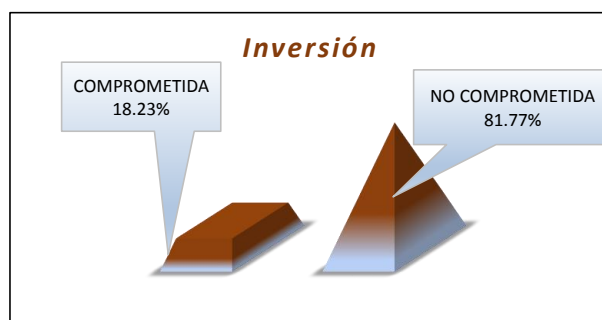 Inversión
COMPROMETIDA
18.23%
NO COMPROMETIDA
81.77%